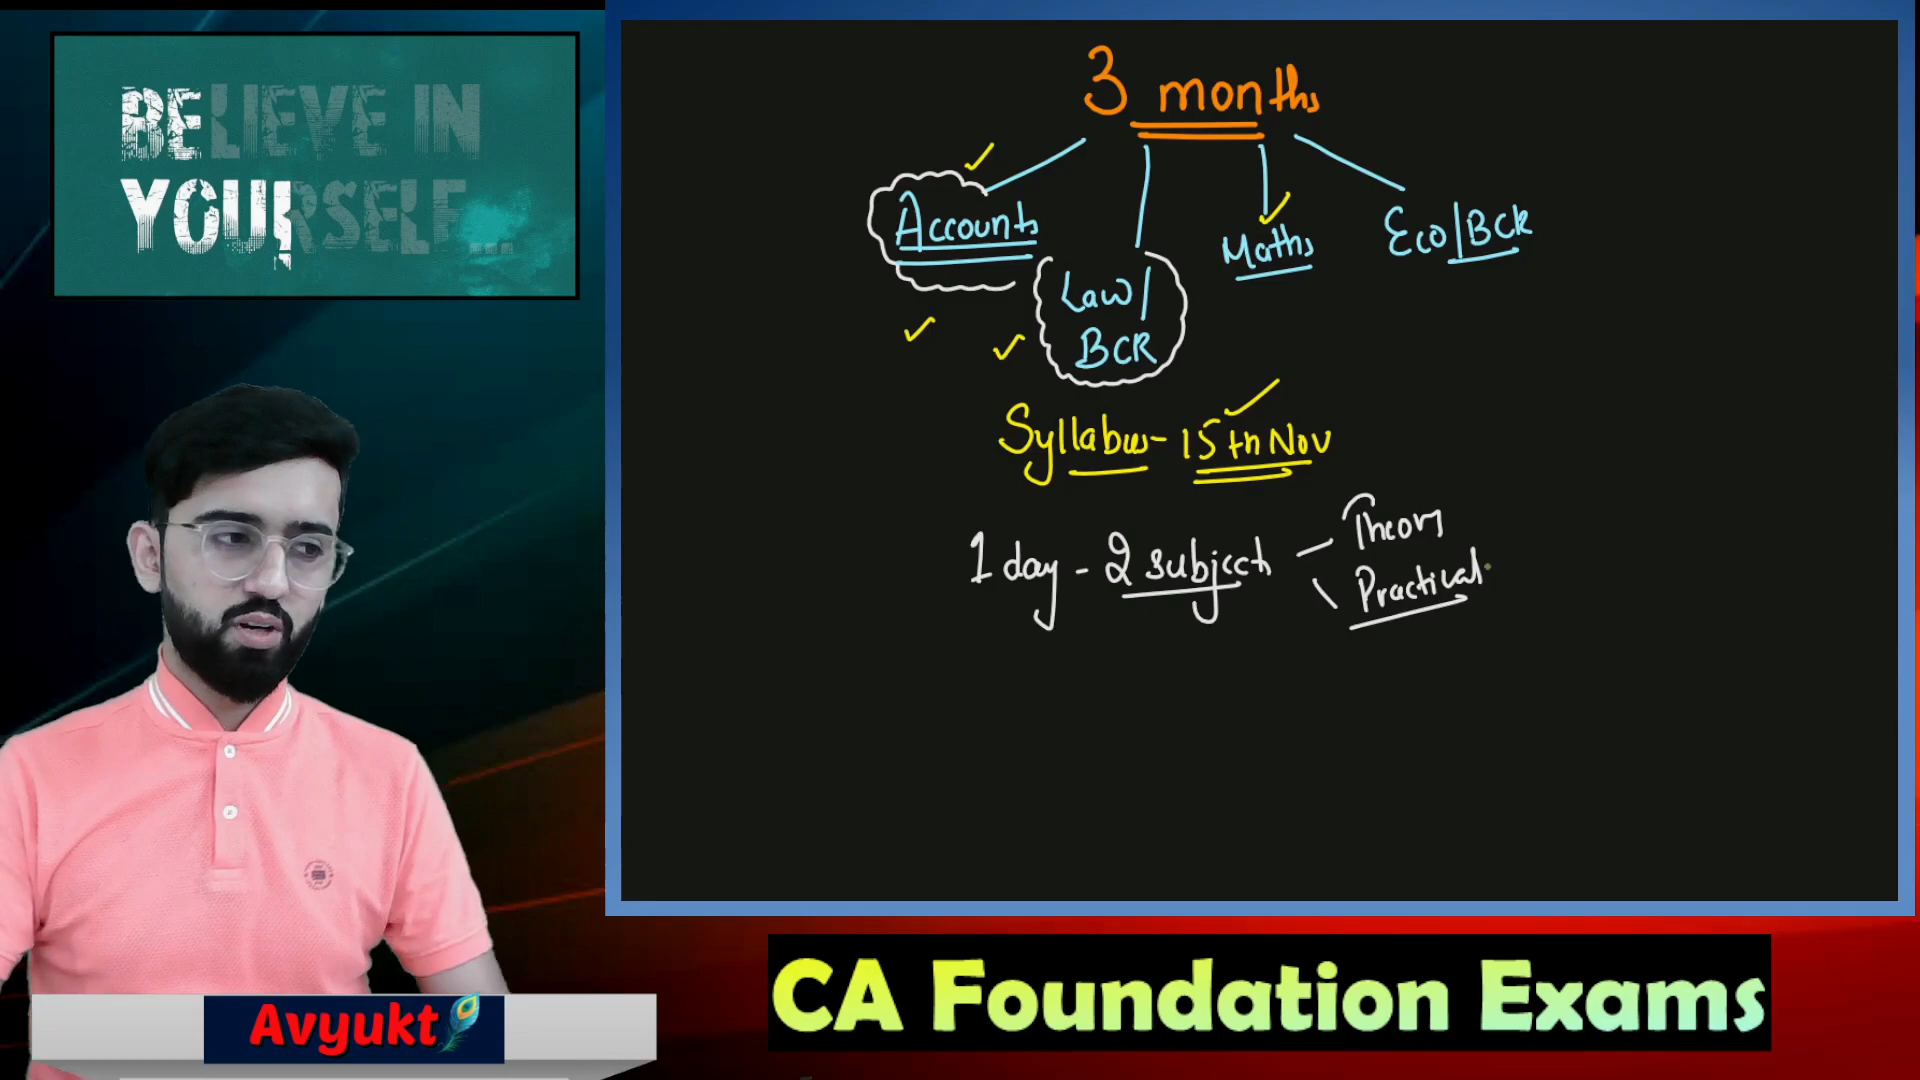 BELIEVE IN
YOURSELF...
3 months
Accounts
Law/
BCR
Maths
Eco/BCK
Syllabus - 15th Nov
1 day - 2 subject
Theory
Practical
Avyukt
CA Foundation Exams